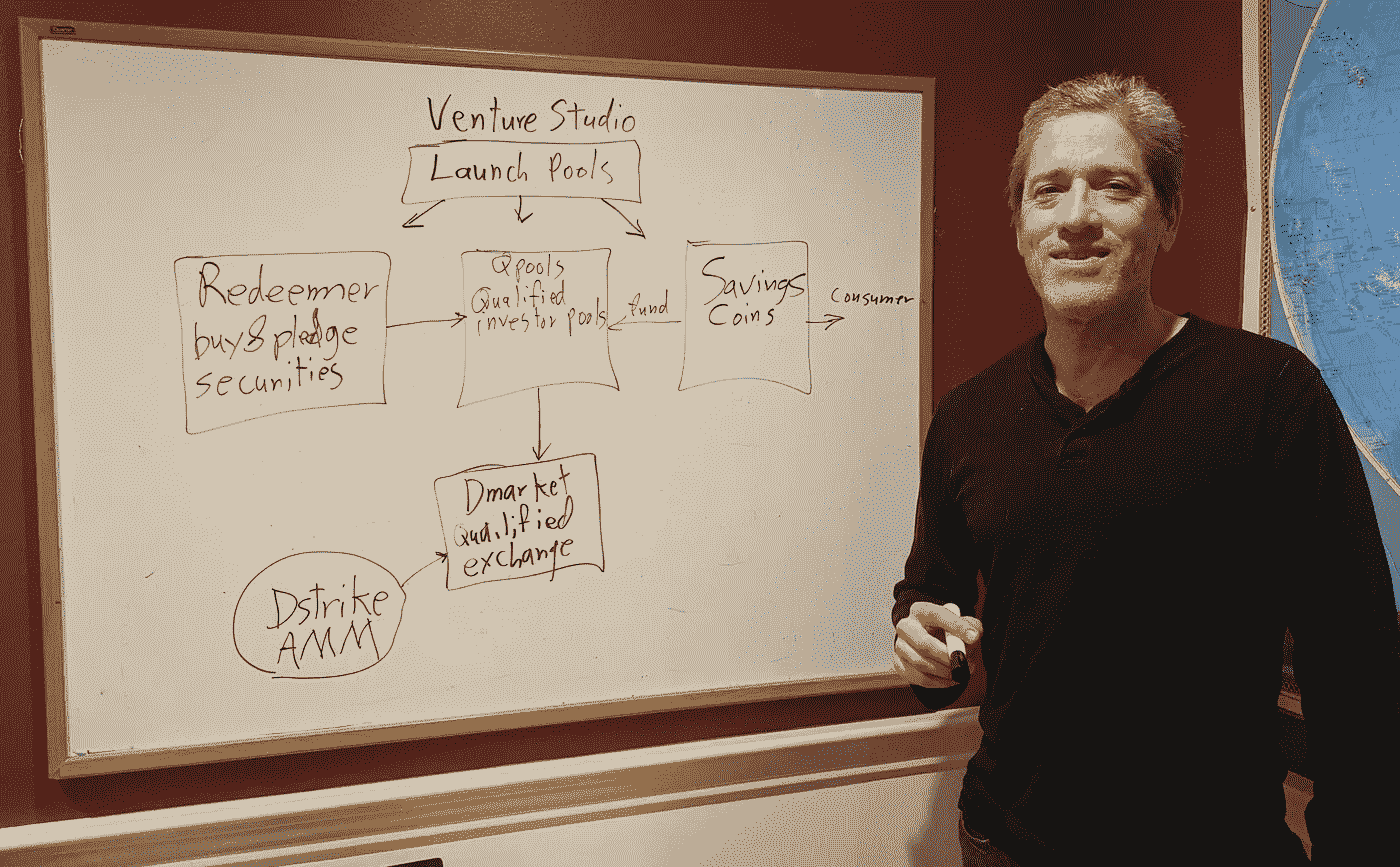 Venture Studio
Launch Pools
Redeemer
buy & pledge
securities
Qpools
Qualified
investor pools
fund
Savings
Coins
Consumer
Dmarket
Qualified
exchange
Dstrike
AMM